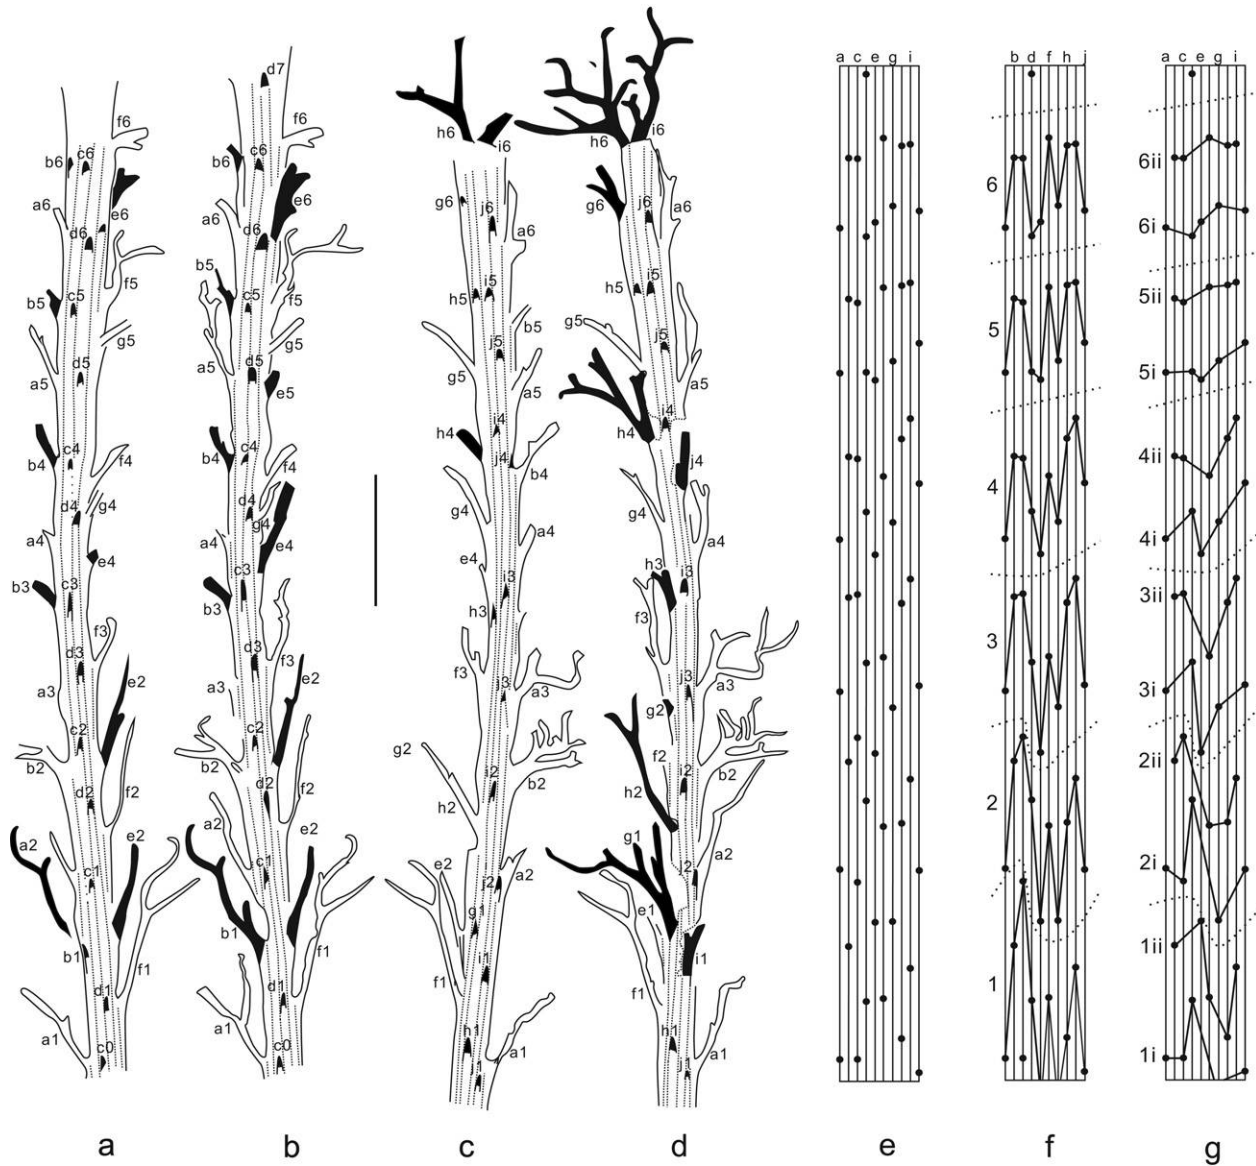 a c e g i
b d f h j
a c e g i
d7
f6
f6
h6
i6
h6
i6
b6
c6
b6
c6
e6
e6
g6
j6
a6
g6
j6
a6
a6
d6
a6
d6
f5
b5
c5
b5
c5
f5
h5
i5
h5
i5
g5
g5
b5
g5
j5
j5
a5
d5
a5
d5
e5
g5
a5
a5
b4
c4
f4
b4
c4
f4
h4
i4
j4
b4
h4
i4
j4
d4
g4
d4
g4
g4
g4
a4
e4
a4
e4
e4
a4
a4
b3
c3
b3
c3
h3
i3
h3
i3
f3
f3
f3
f3
d3
d3
e2
e2
a3
a3
j3
a3
j3
a3
g2
b2
c2
b2
c2
g2
f2
b2
d2
f2
d2
f2
h2
i2
b2
h2
i2
a2
e2
a2
e2
e2
j2
a2
g1
j2
a2
c1
c1
g1
e1
b1
f1
b1
f1
f1
i1
f1
i1
d1
d1
a1
a1
h1
a1
h1
a1
c0
c0
j1
j1
6
5
4
3
2
1
6ii
6i
5ii
5i
4ii
4i
3ii
3i
2ii
2i
1ii
1i
a b c d e f g